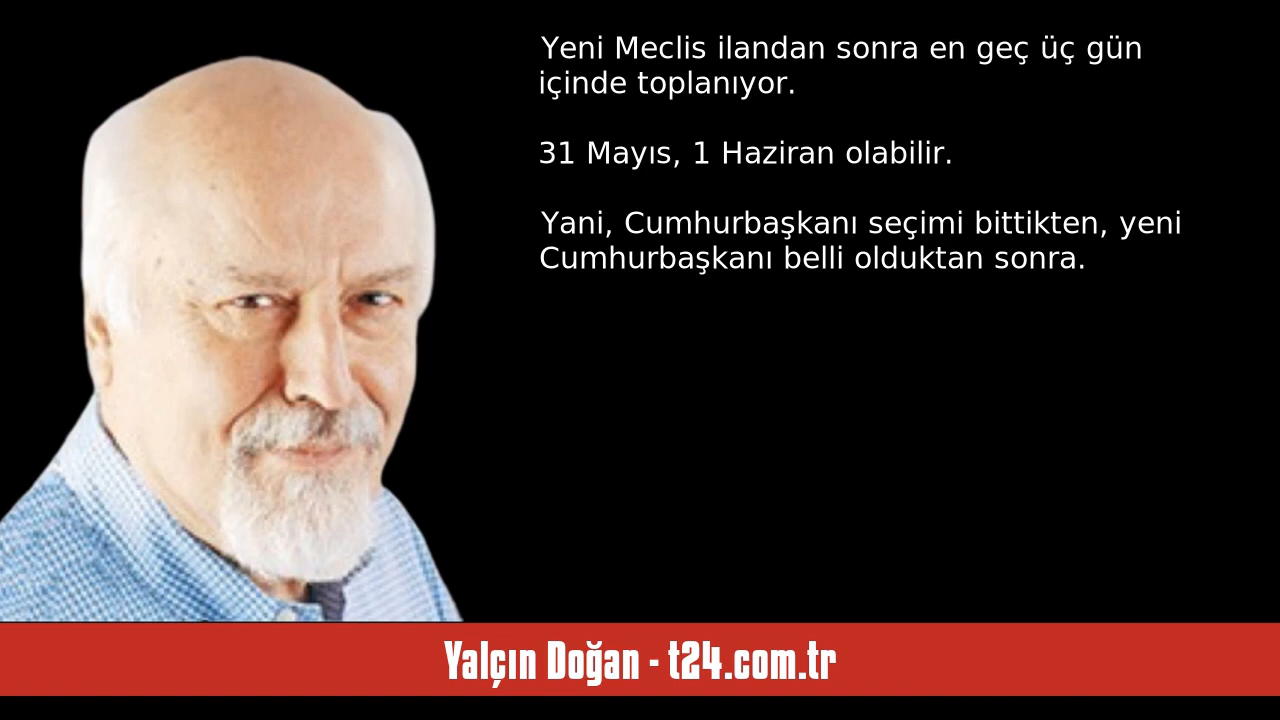 Yeni Meclis ilandan sonra en geç üç gün
içinde toplanıyor.
31 Mayıs, 1 Haziran olabilir.
Yani, Cumhurbaşkanı seçimi bittikten, yeni
Cumhurbaşkanı belli olduktan sonra.
Yalçın Doğan - t24.com.tr